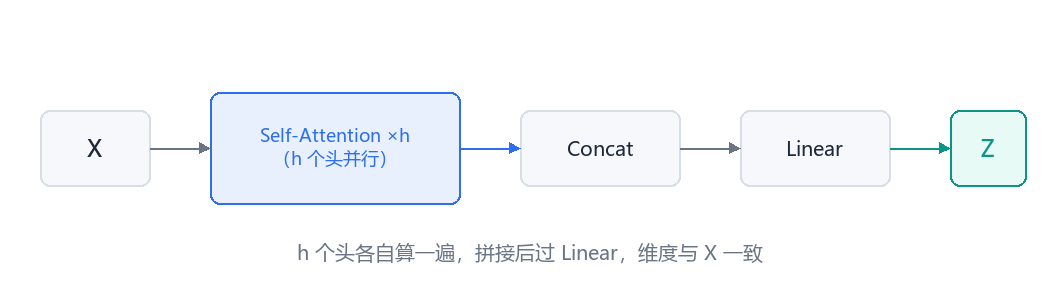 X
Self-Attention ×h
（h 个头并行）
Concat
Linear
Z
h 个头各自算一遍，拼接后过 Linear，维度与 X 一致